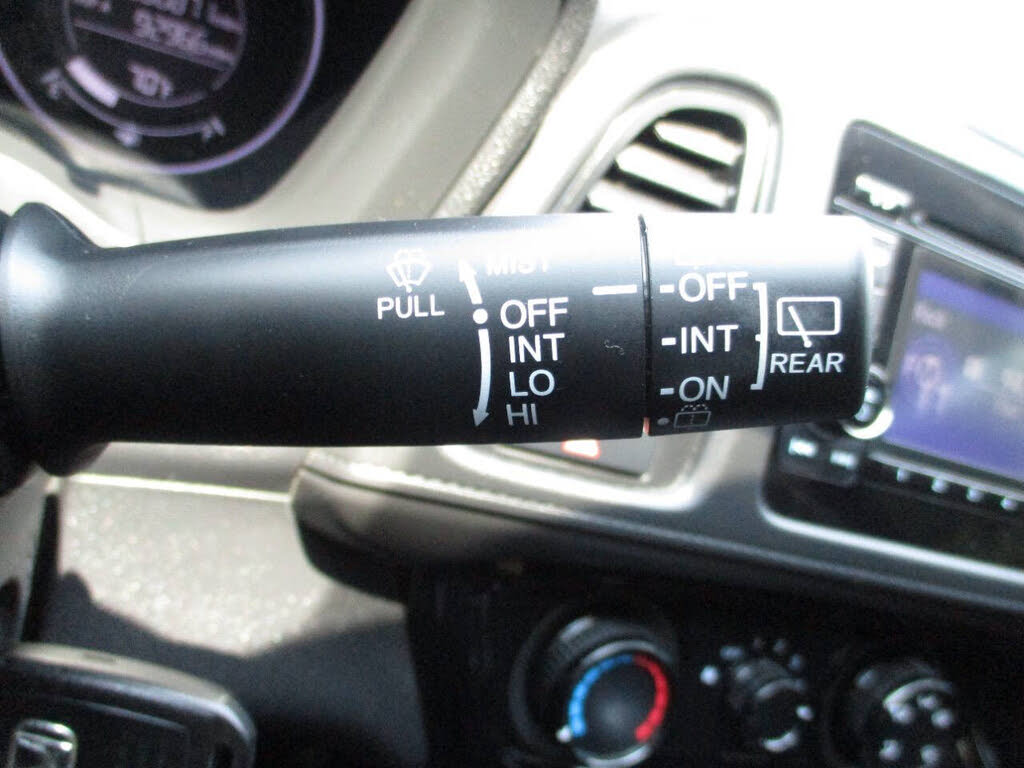 PULL
MIST
OFF
INT
LO
HI
OFF
INT
ON
REAR